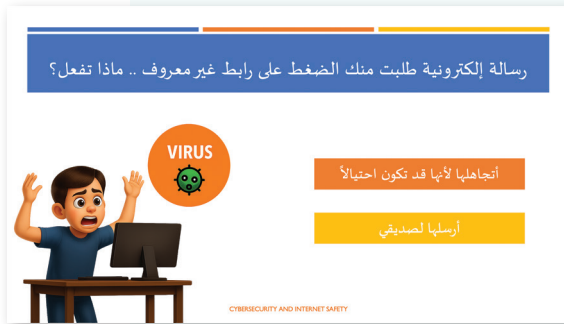 رسالة إلكترونية طلبت منك الضغط على رابط غير معروف .. ماذا تفعل؟
VIRUS
أتجاهلها لأنها قد تكون احتيالاً
أرسلها لصديقي
CYBERSECURITY AND INTERNET SAFETY